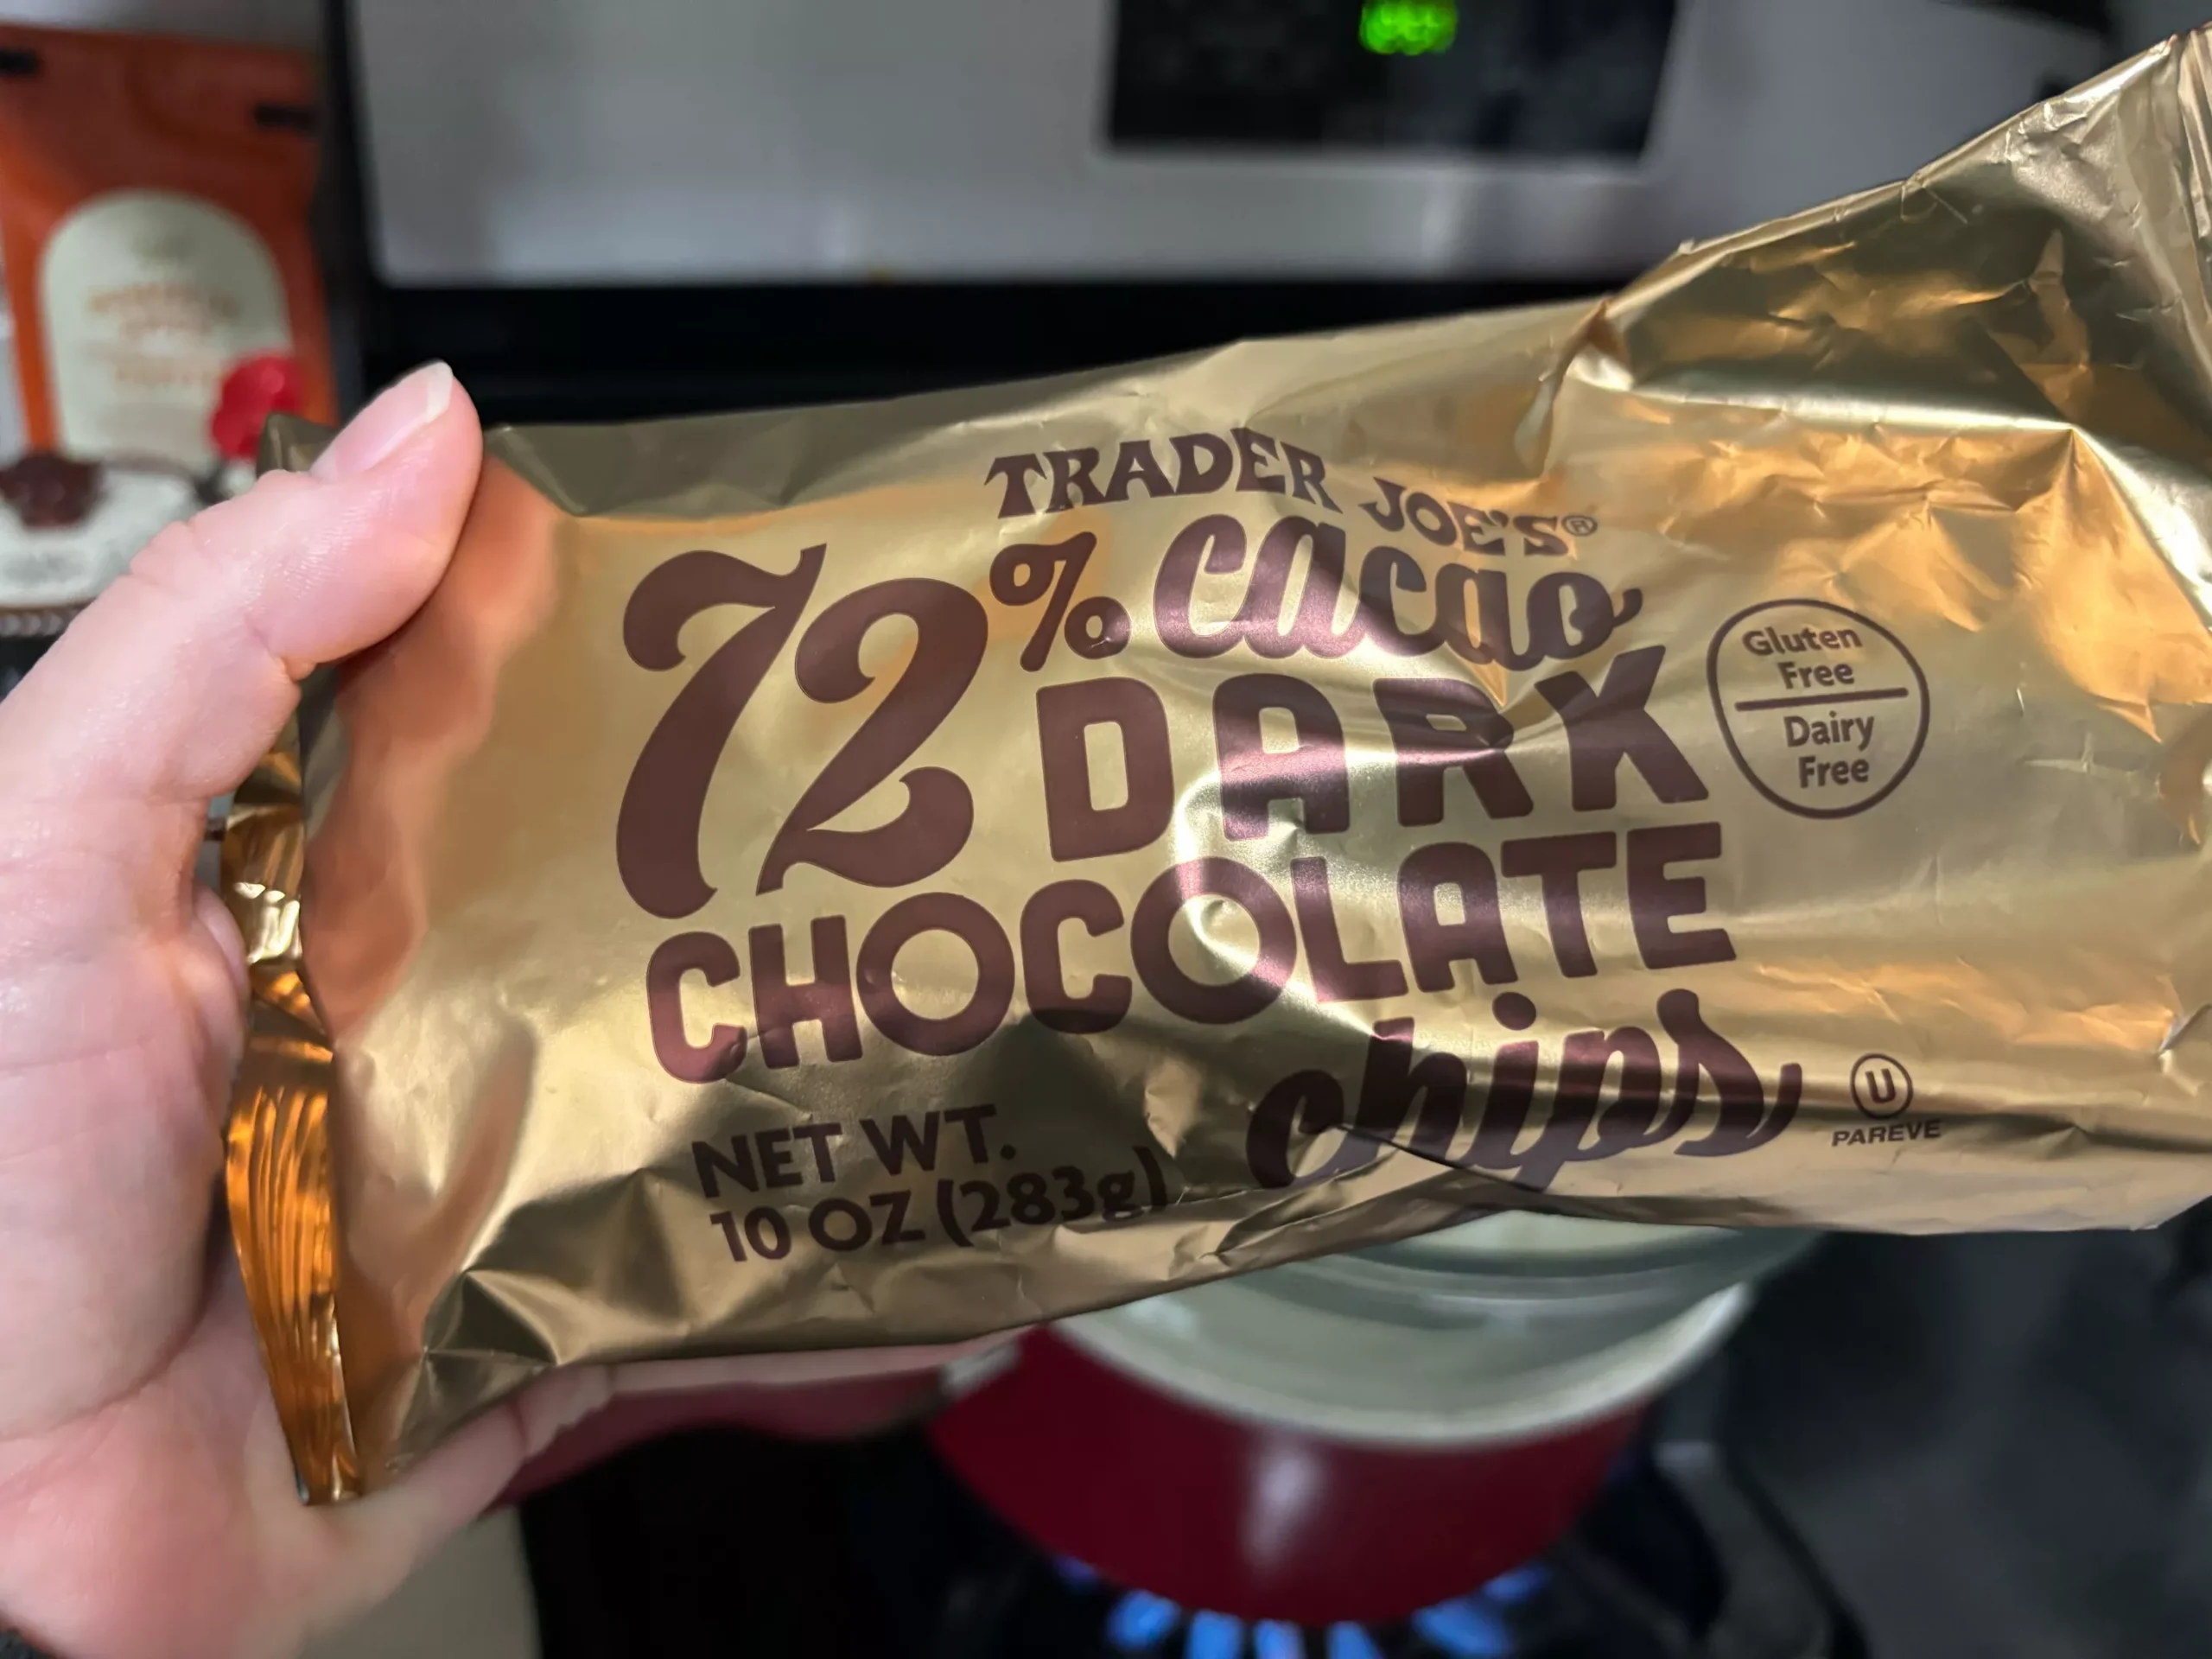 TRADER JOE'S®
72% cacao
DARK
CHOCOLATE
chips
Gluten
Free
Dairy
Free
NET WT.
10 OZ (283g)
U
PAREVE